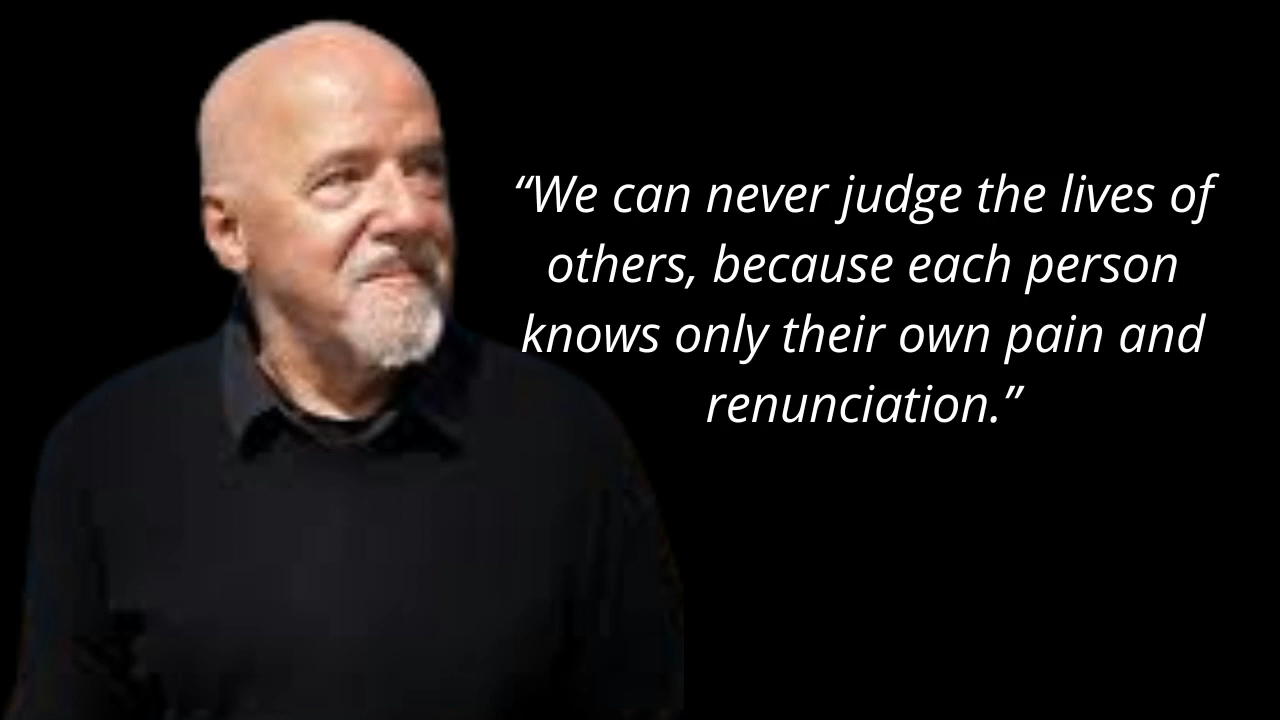 “We can never judge the lives of
others, because each person
knows only their own pain and
renunciation.”